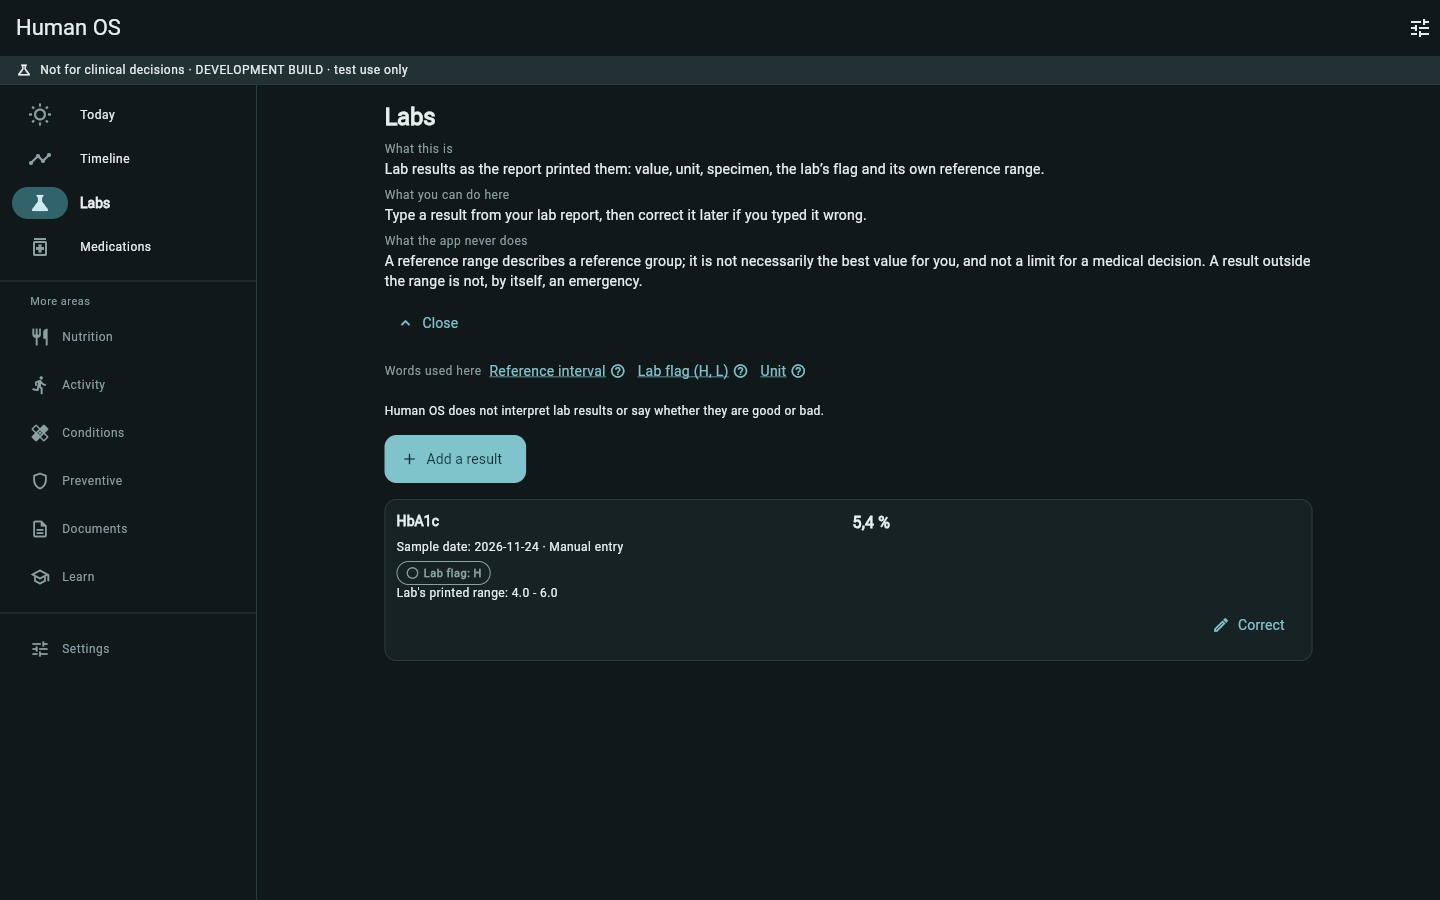 Human OS
Not for clinical decisions · DEVELOPMENT BUILD · test use only
Today
Timeline
Labs
Medications
More areas
Nutrition
Activity
Conditions
Preventive
Documents
Learn
Settings
Labs
What this is
Lab results as the report printed them: value, unit, specimen, the lab’s flag and its own reference range.
What you can do here
Type a result from your lab report, then correct it later if you typed it wrong.
What the app never does
A reference range describes a reference group; it is not necessarily the best value for you, and not a limit for a medical decision. A result outside
the range is not, by itself, an emergency.
Close
Words used here Reference interval Lab flag (H, L) Unit
Human OS does not interpret lab results or say whether they are good or bad.
Add a result
HbA1c 5,4 %
Sample date: 2026-11-24 · Manual entry
Lab flag: H
Lab's printed range: 4.0 - 6.0
Correct